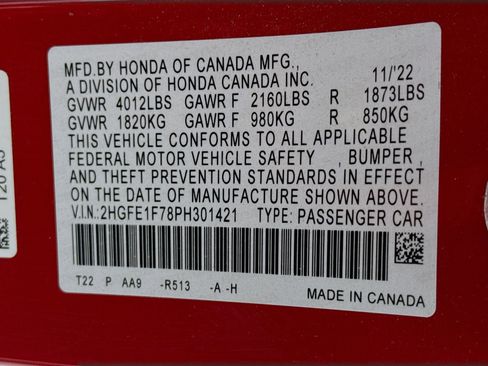 MFD.BY HONDA OF CANADA MFG.,
A DIVISION OF HONDA CANADA INC. 11/'22
GVWR 4012LBS GAWR F 2160LBS R 1873LBS
GVWR 1820KG GAWR F 980KG R 850KG
THIS VEHICLE CONFORMS TO ALL APPLICABLE
FEDERAL MOTOR VEHICLE SAFETY , BUMPER ,
AND THEFT PREVENTION STANDARDS IN EFFECT
ON THE DATE OF MANUFACTURE SHOWN ABOVE.
V.I.N.:2HGFE1F78PH301421 TYPE: PASSENGER CAR
T22 P AA9 -R513 -A -H
MADE IN CANADA